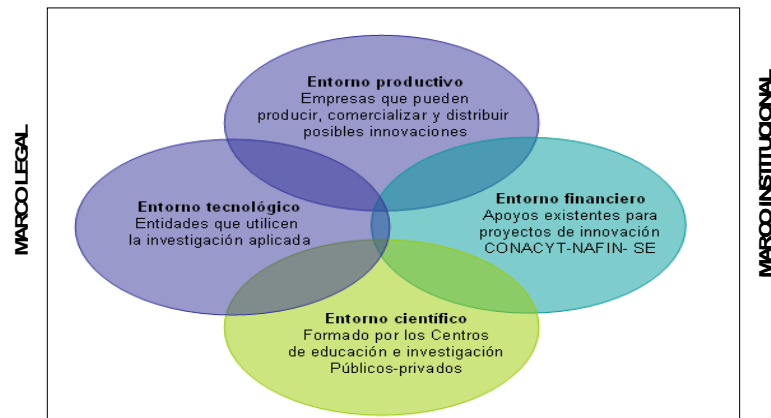 MARCO LEGAL
Entorno productivo
Empresas que pueden
producir, comercializar y distribuir
posibles innovaciones
Entorno tecnológico
Entidades que utilicen
la investigación aplicada
Entorno financiero
Apoyos existentes para
proyectos de innovación
CONACYT-NAFIN- SE
Entorno científico
Formado por los Centros
de educación e investigación
Públicos-privados
MARCO INSTITUCIONAL